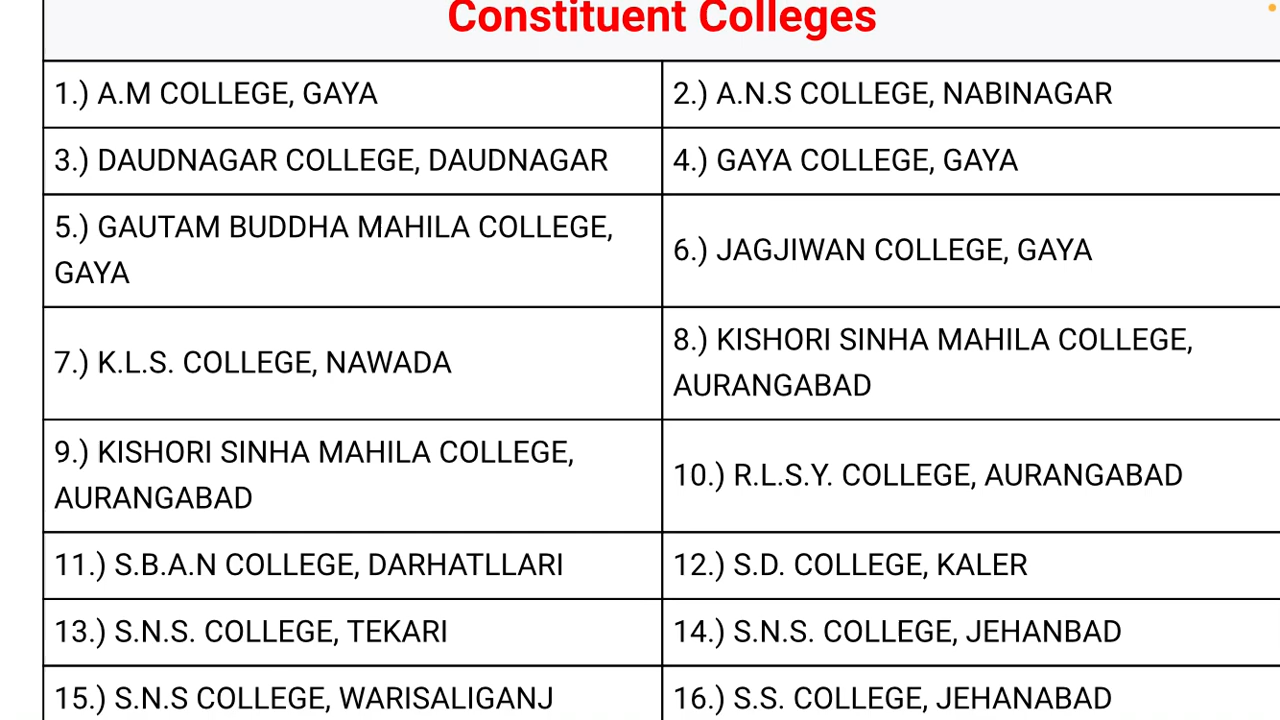 Constituent Colleges
1.) A.M COLLEGE, GAYA
2.) A.N.S COLLEGE, NABINAGAR
3.) DAUDNAGAR COLLEGE, DAUDNAGAR
4.) GAYA COLLEGE, GAYA
5.) GAUTAM BUDDHA MAHILA COLLEGE,
GAYA
6.) JAGJIWAN COLLEGE, GAYA
7.) K.L.S. COLLEGE, NAWADA
8.) KISHORI SINHA MAHILA COLLEGE,
AURANGABAD
9.) KISHORI SINHA MAHILA COLLEGE,
AURANGABAD
10.) R.L.S.Y. COLLEGE, AURANGABAD
11.) S.B.A.N COLLEGE, DARHATLLARI
12.) S.D. COLLEGE, KALER
13.) S.N.S. COLLEGE, TEKARI
14.) S.N.S. COLLEGE, JEHANBAD
15.) S.N.S COLLEGE, WARISALIGANJ
16.) S.S. COLLEGE, JEHANABAD